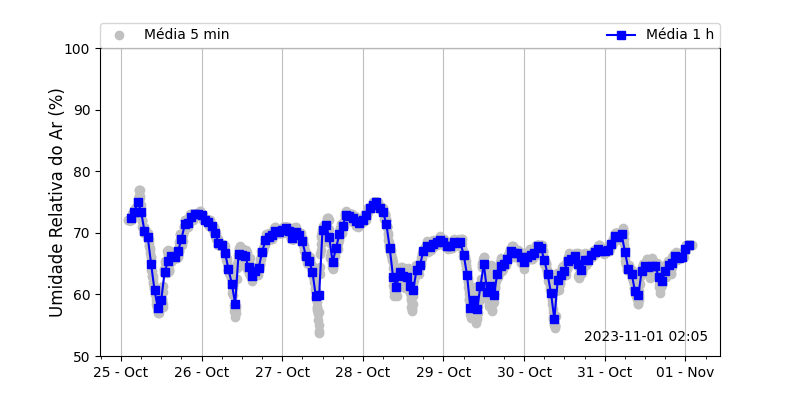 Média 5 min
Média 1 h
Umidade Relativa do Ar (%)
100
90
80
70
60
50
2023-11-01 02:05
25 - Oct
26 - Oct
27 - Oct
28 - Oct
29 - Oct
30 - Oct
31 - Oct
01 - Nov